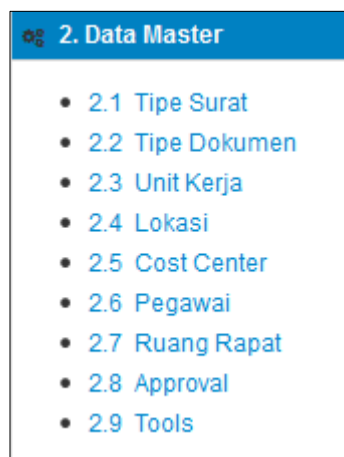 2. Data Master
2.1 Tipe Surat
2.2 Tipe Dokumen
2.3 Unit Kerja
2.4 Lokasi
2.5 Cost Center
2.6 Pegawai
2.7 Ruang Rapat
2.8 Approval
2.9 Tools